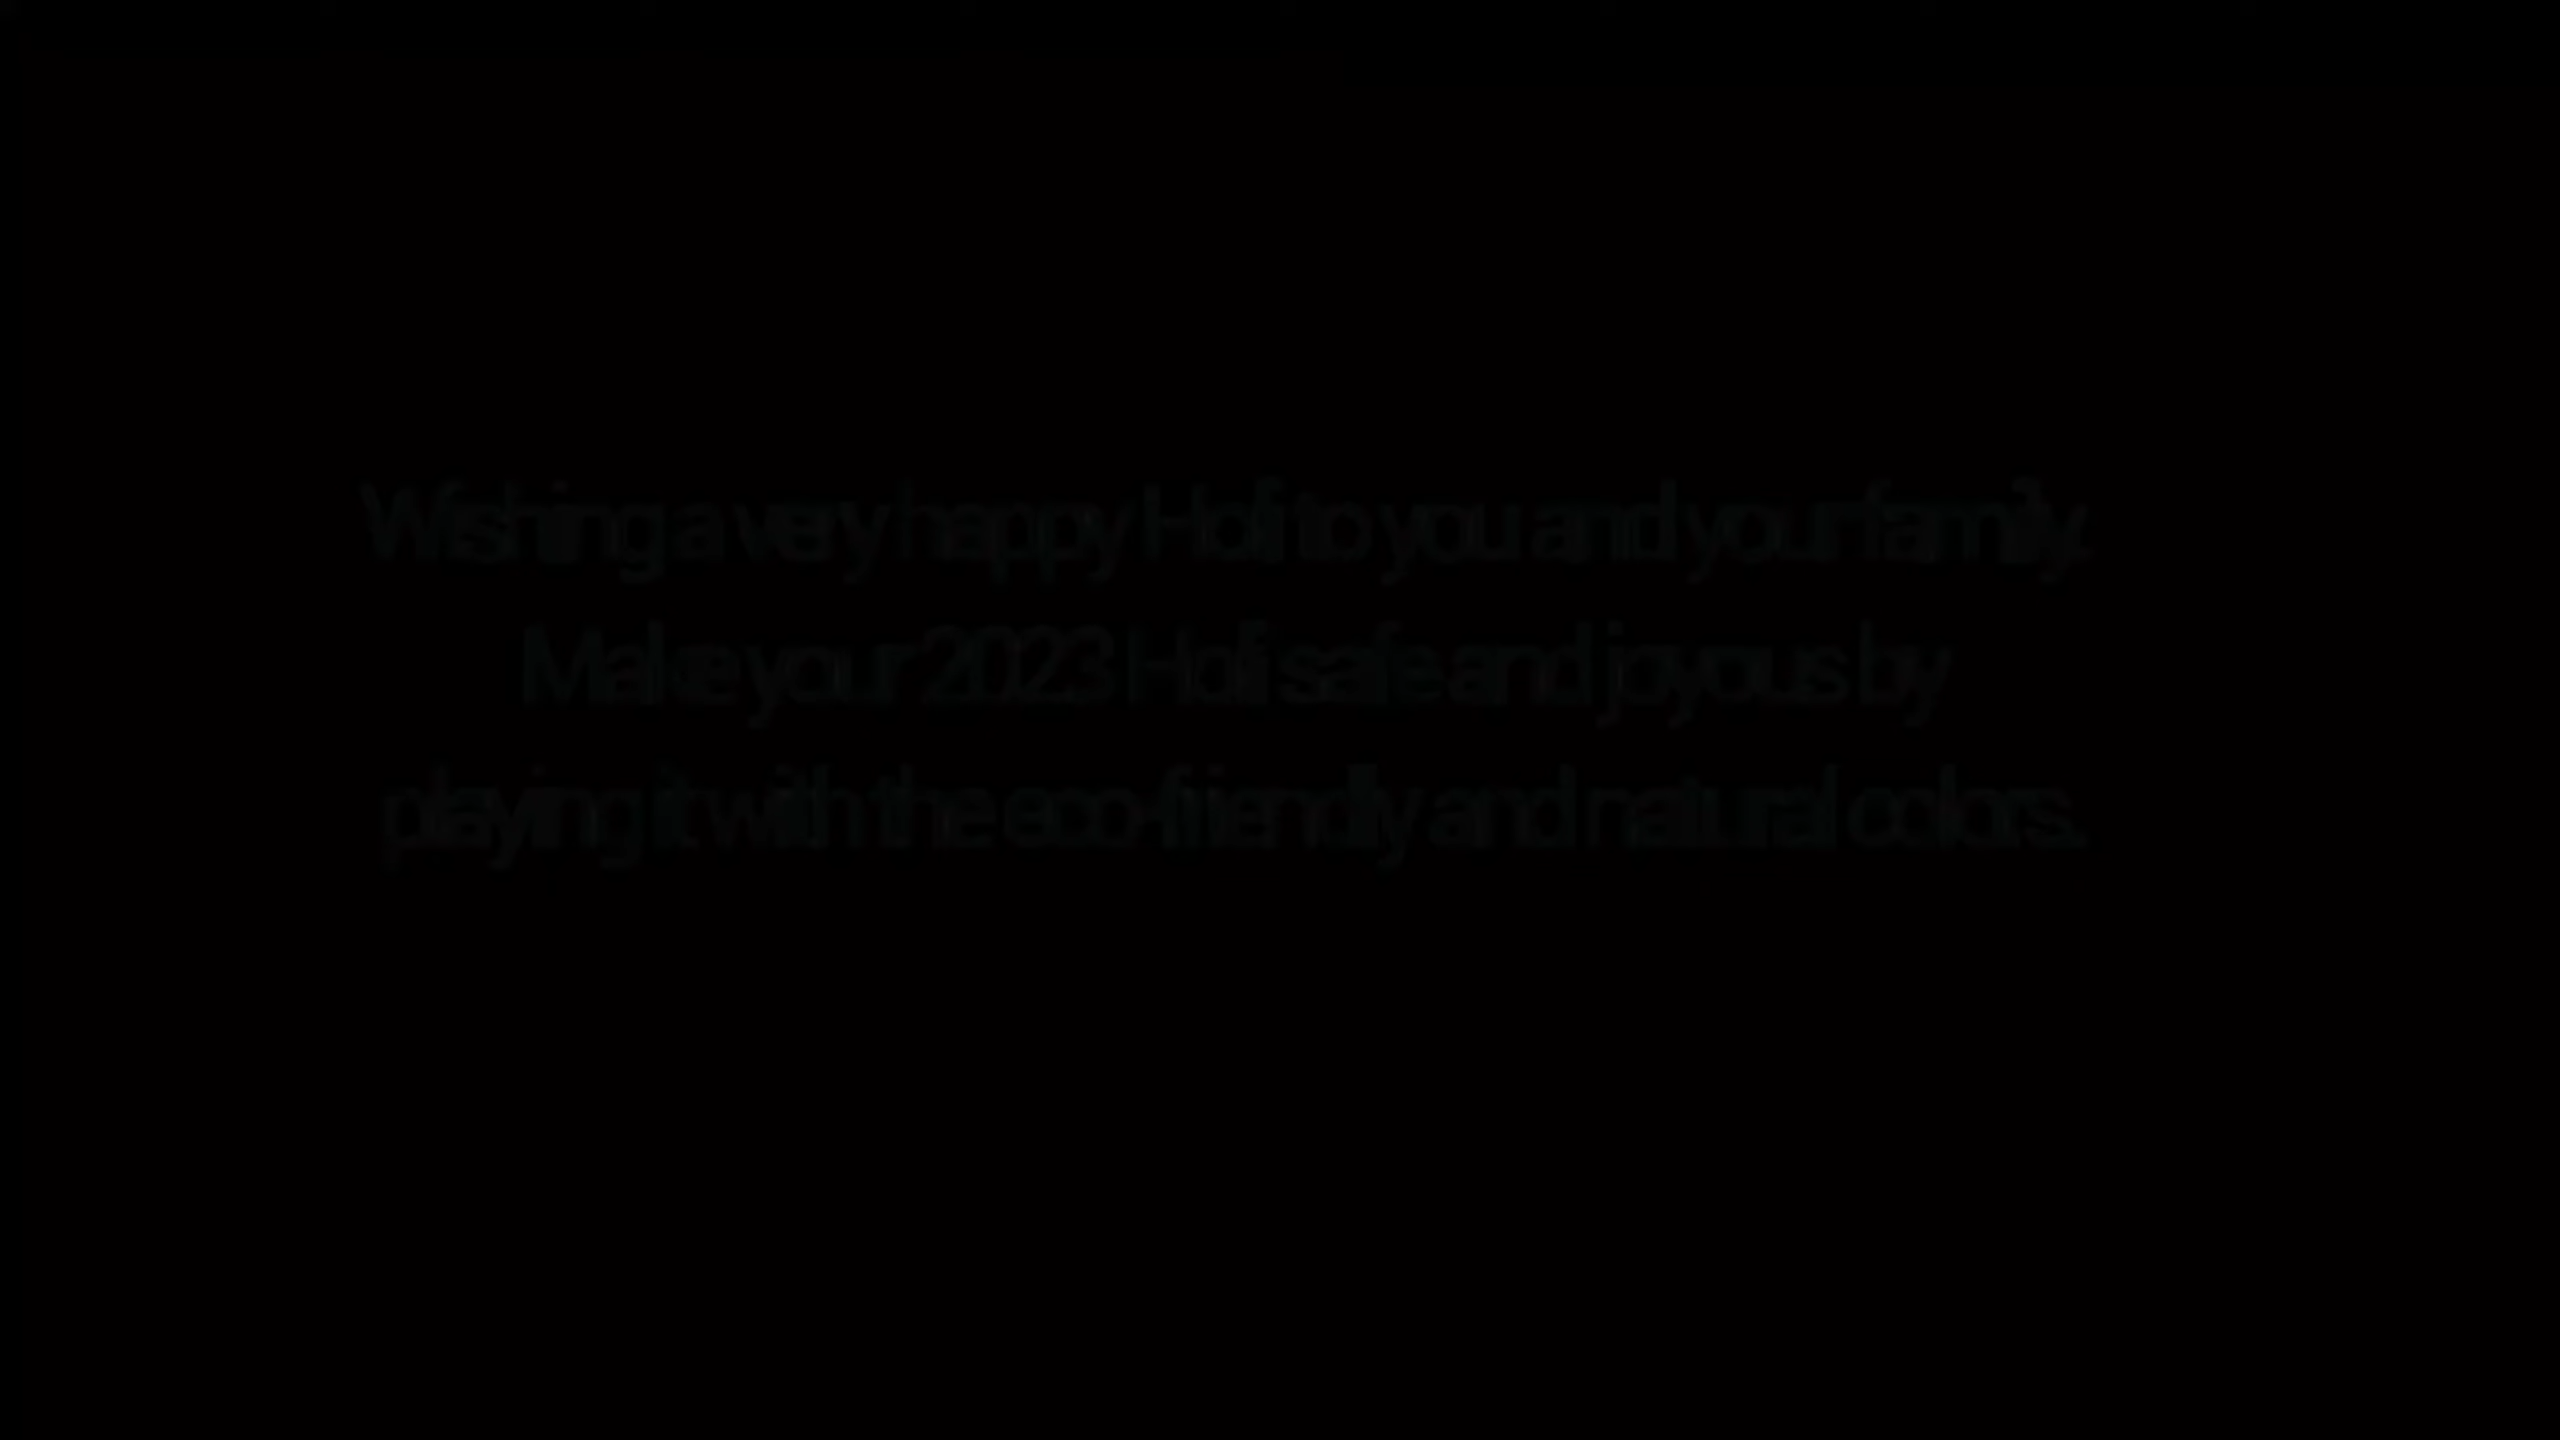 Wishing a very happy Holi to you and your family.
Make your 2023 Holi safe and joyous by
playing it with the eco-friendly and natural colors.